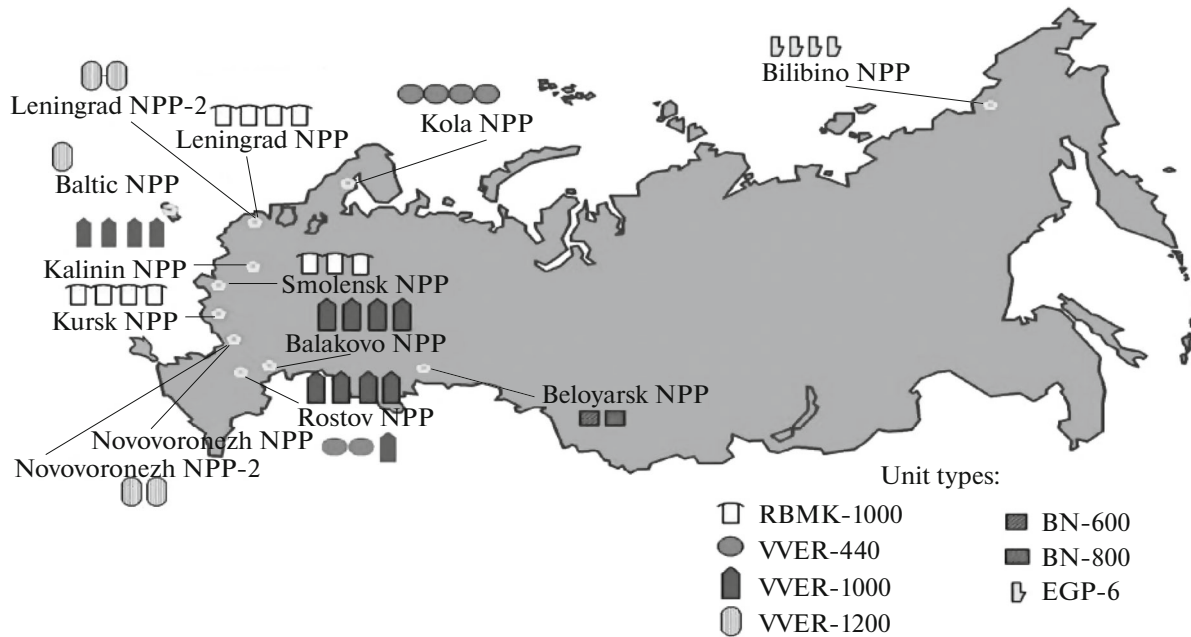 Bilibino NPP
Leningrad NPP-2
Leningrad NPP
Kola NPP
Baltic NPP
Kalinin NPP
Smolensk NPP
Kursk NPP
Balakovo NPP
Beloyarsk NPP
Rostov NPP
Novovoronezh NPP
Novovoronezh NPP-2
Unit types:
RBMK-1000
VVER-440
VVER-1000
VVER-1200
BN-600
BN-800
EGP-6